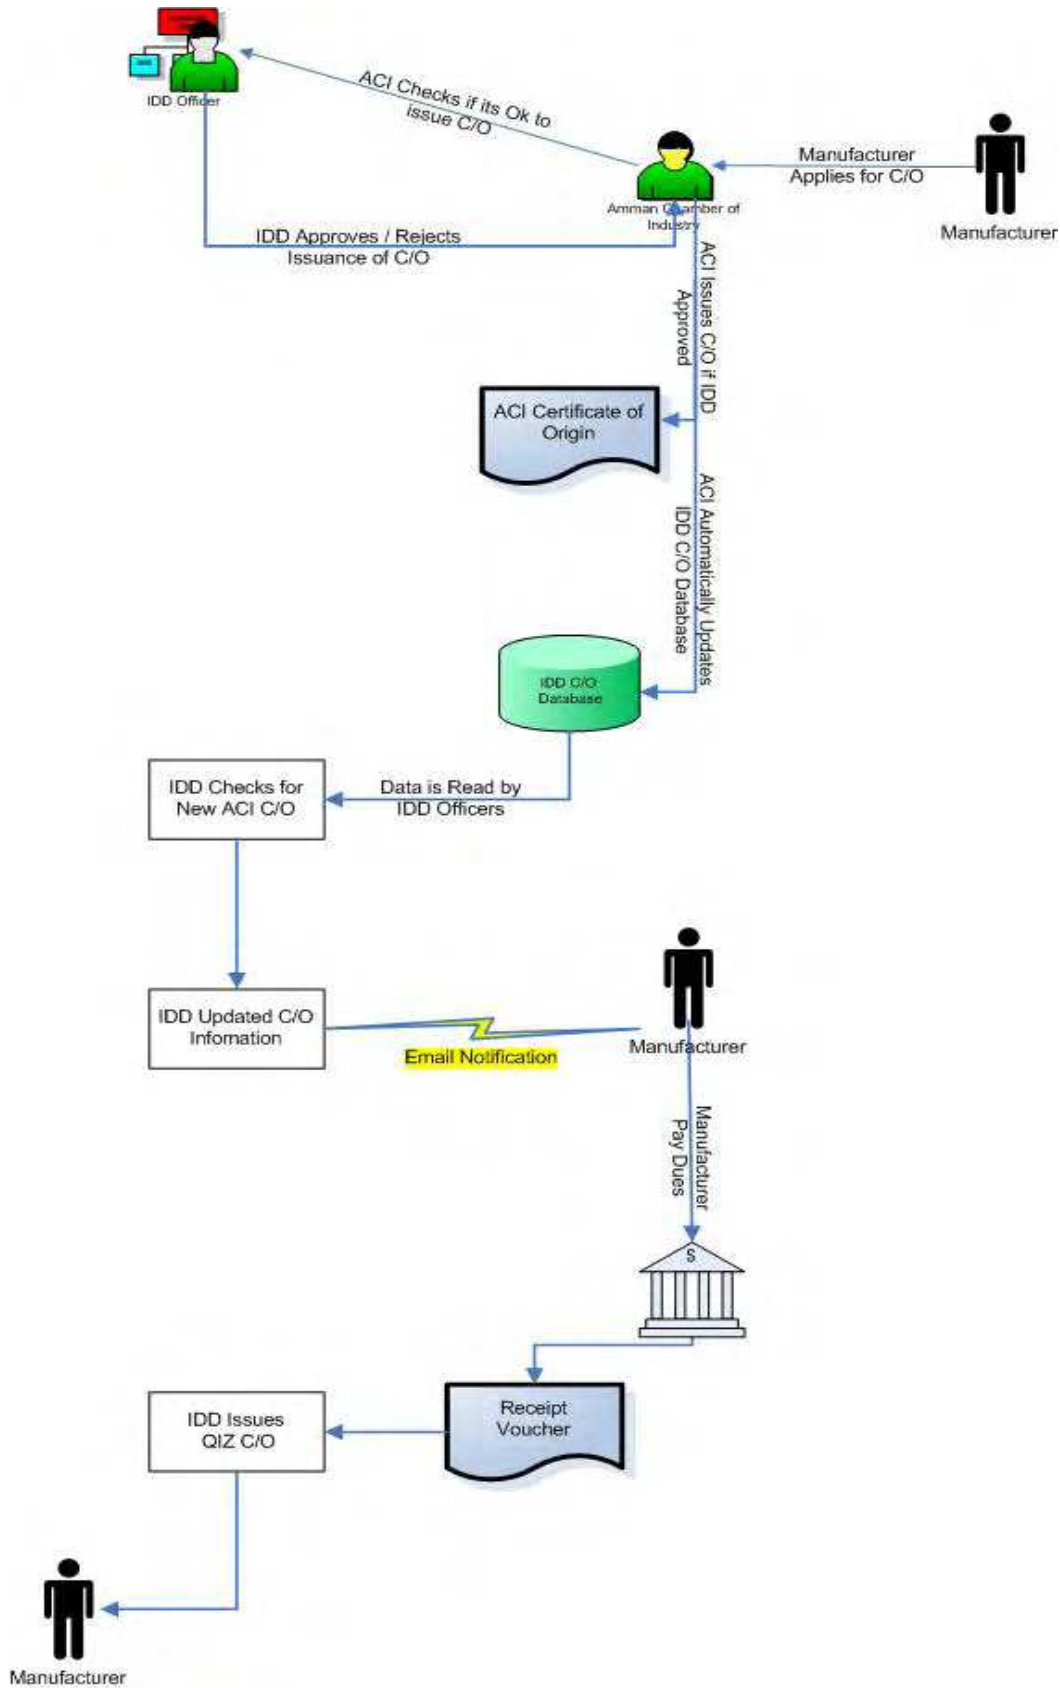 IDD Officer
ACI Checks if its Ok to
issue C/O
Manufacturer
Applies for C/O
Amman Chamber of
Industry
Manufacturer
IDD Approves / Rejects
Issuance of C/O
ACI Issues C/O if IDD
Approved
ACI Certificate of
Origin
ACI Automatically Updates
IDD C/O Database
IDD C/O
Database
IDD Checks for
New ACI C/O
Data is Read by
IDD Officers
IDD Updated C/O
Infomation
Email Notification
Manufacturer
Manufacturer
Pay Dues
S
Receipt
Voucher
IDD Issues
QIZ C/O
Manufacturer